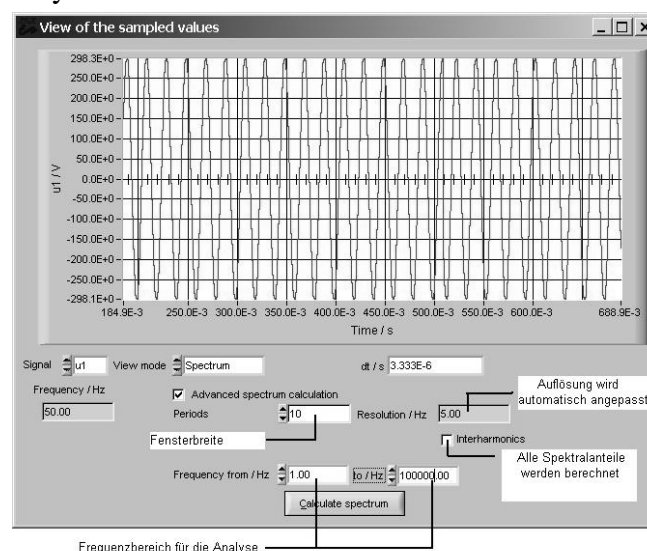 View of the sampled values
298.3E+0
250.0E+0
200.0E+0
150.0E+0
100.0E+0
50.0E+0
0.0E+0
-50.0E+0
-100.0E+0
-150.0E+0
-200.0E+0
-250.0E+0
-298.1E+0
u1 / V
184.9E-3 250.0E-3 300.0E-3 350.0E-3 400.0E-3 450.0E-3 500.0E-3 550.0E-3 600.0E-3 688.9E-3
Time / s
Signal u1 View mode Spectrum dt / s 3.333E-6
Frequency / Hz
50.00
Advanced spectrum calculation
Periods 10 Resolution / Hz 5.00
Auflösung wird
automatisch angepasst
Fensterbreite
Interharmonics
Alle Spektralanteile
werden berechnet
Frequency from / Hz 1.00 to / Hz 100000.00
Calculate spectrum
Frequenzbereich für die Analyse